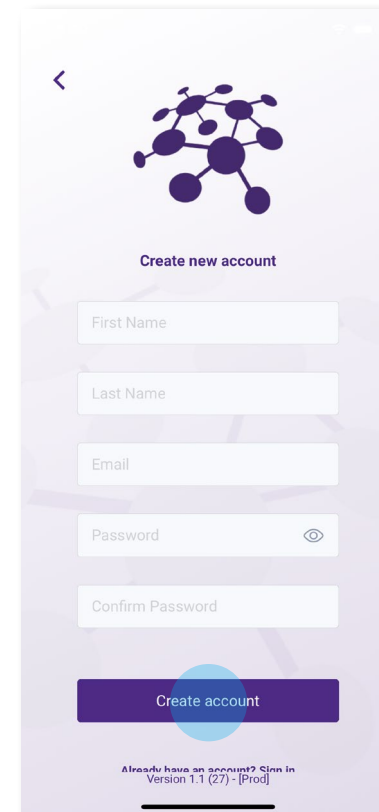 Create new account
First Name
Last Name
Email
Password
Confirm Password
Create account
Already have an account? Sign in
Version 1.1 (27) - [Prod]